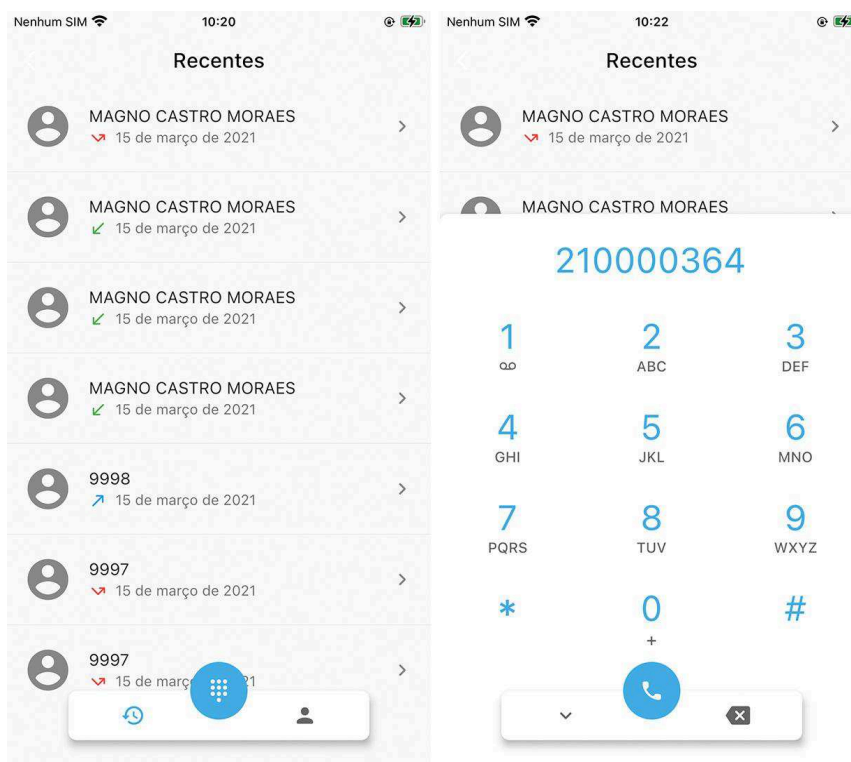 Nenhum SIM 10:20
Recentes
MAGNO CASTRO MORAES
15 de março de 2021
MAGNO CASTRO MORAES
15 de março de 2021
MAGNO CASTRO MORAES
15 de março de 2021
MAGNO CASTRO MORAES
15 de março de 2021
9998
15 de março de 2021
9997
15 de março de 2021
9997
15 de março 21
Nenhum SIM 10:22
Recentes
MAGNO CASTRO MORAES
15 de março de 2021
MAGNO CASTRO MORAES
210000364
1 2 3
ABC DEF
4 5 6
GHI JKL MNO
7 8 9
PQRS TUV WXYZ
* 0 #
+